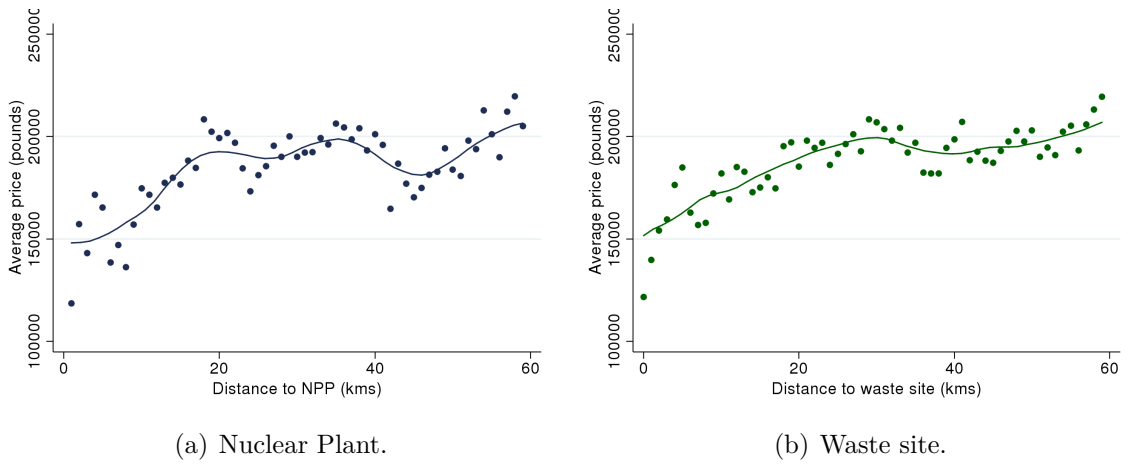 250000
200000
150000
100000
Average price (pounds)
0 20 40 60
Distance to NPP (kms)
(a) Nuclear Plant.
250000
200000
150000
100000
Average price (pounds)
0 20 40 60
Distance to waste site (kms)
(b) Waste site.